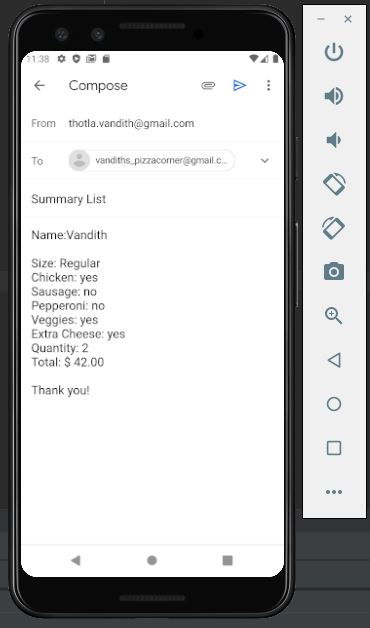 11:38
Compose
From thotla.vandith@gmail.com
To vandiths_pizzacorner@gmail.c...
Summary List
Name:Vandith
Size: Regular
Chicken: yes
Sausage: no
Pepperoni: no
Veggies: yes
Extra Cheese: yes
Quantity: 2
Total: $ 42.00
Thank you!